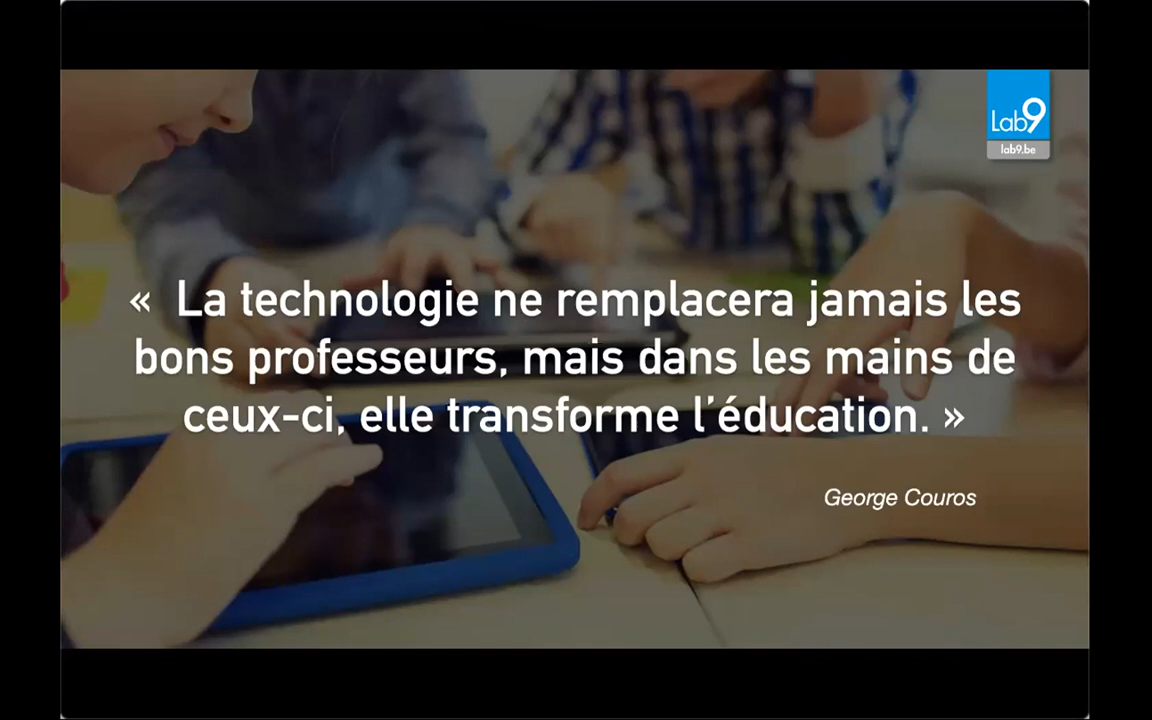 Lab9
lab9.be
«  La technologie ne remplacera jamais les
bons professeurs, mais dans les mains de
ceux-ci, elle transforme l’éducation. »
George Couros